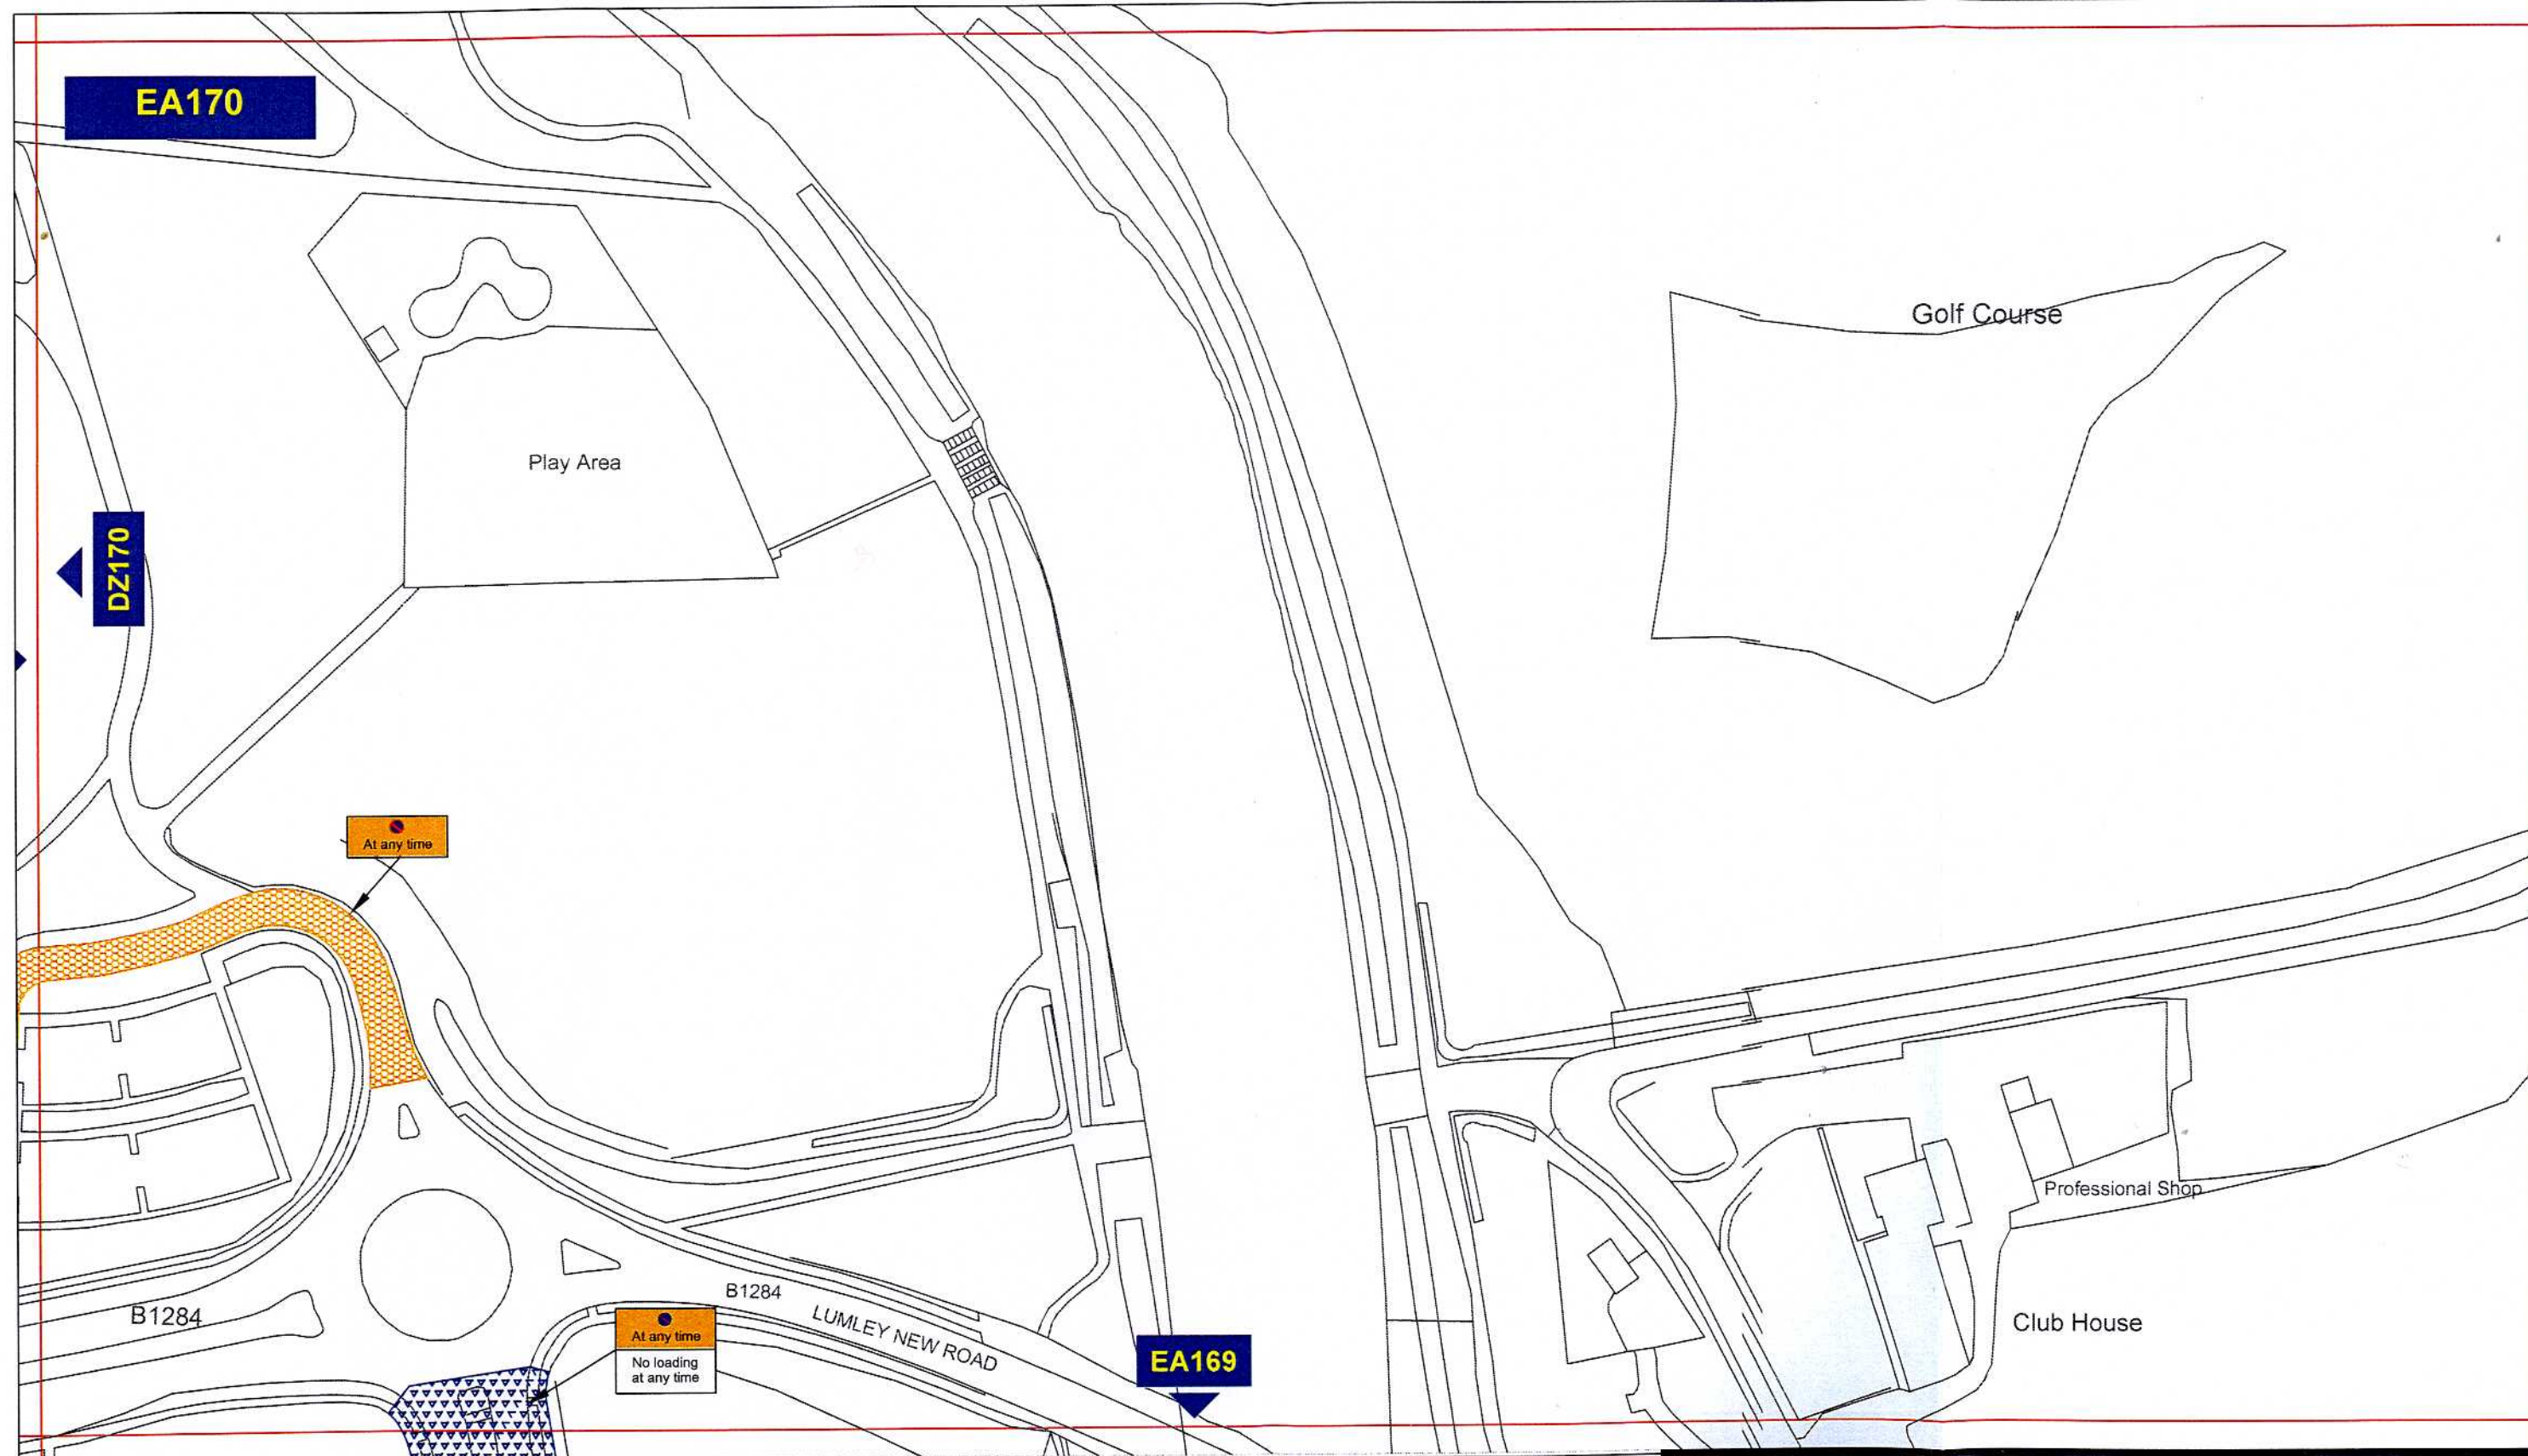 EA170
Golf Course
Play Area
DZ170
At any time
Professional Shop
B1284
B1284
LUMLEY NEW ROAD
At any time
No loading
at any time
Club House
EA169